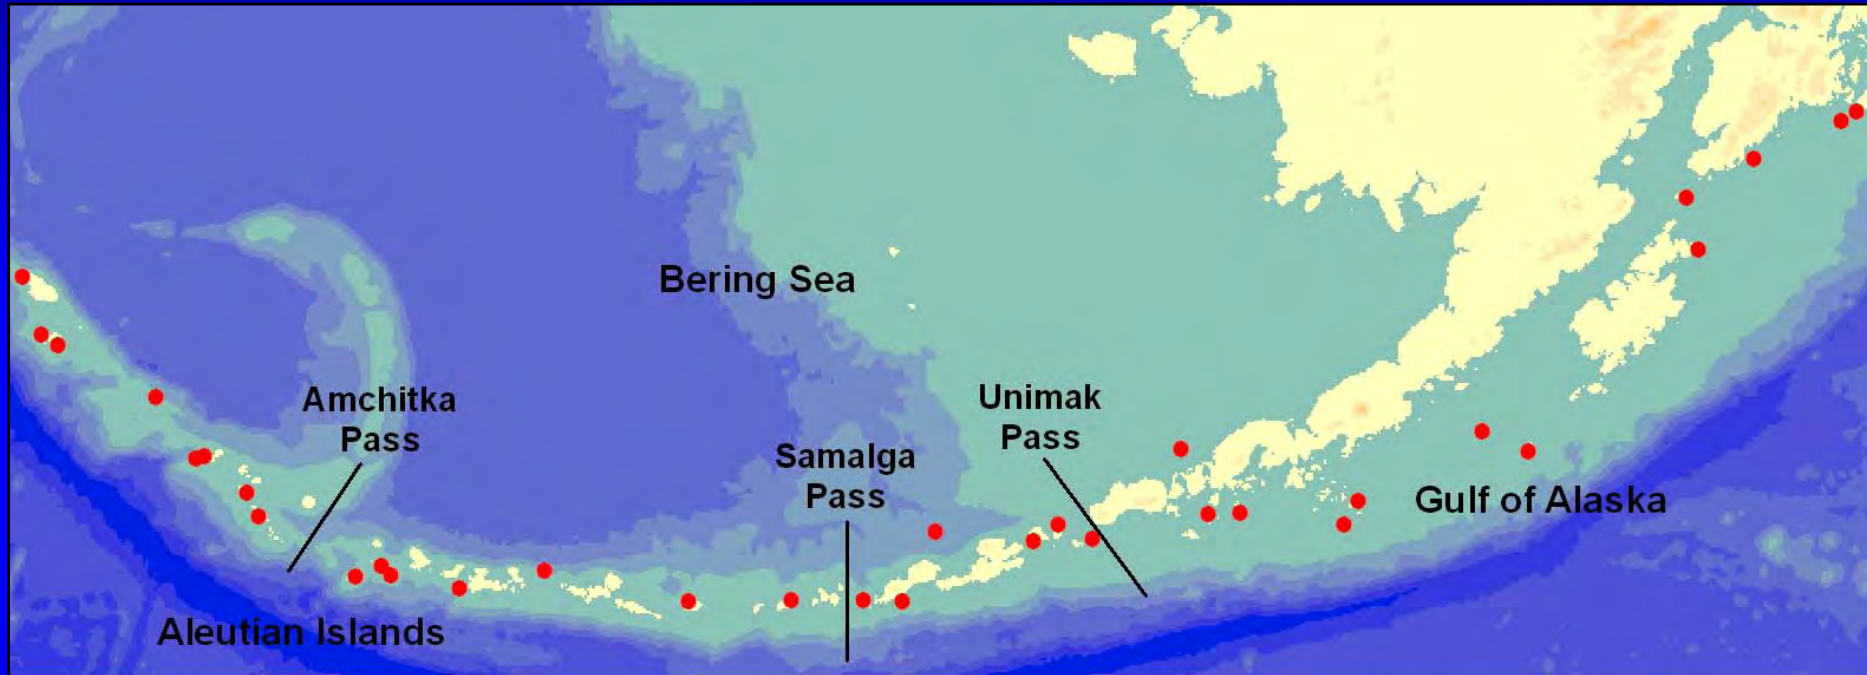 Bering Sea
Amchitka
Pass
Unimak
Pass
Samalga
Pass
Gulf of Alaska
Aleutian Islands